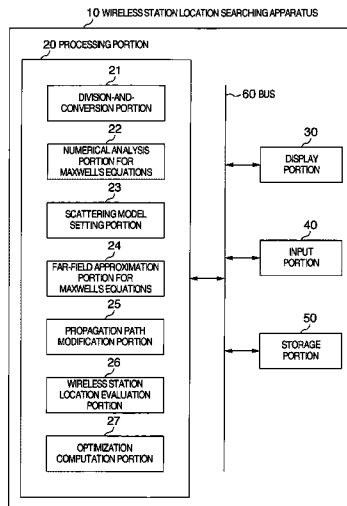 10 WIRELESS STATION LOCATION SEARCHING APPARATUS
20 PROCESSING PORTION
21
DIVISION-AND-
CONVERSION PORTION
22
NUMERICAL ANALYSIS
PORTION FOR
MAXWELL'S EQUATIONS
23
SCATTERING MODEL
SETTING PORTION
24
FAR-FIELD APPROXIMATION
PORTION FOR
MAXWELL'S EQUATIONS
25
PROPAGATION PATH
MODIFICATION PORTION
26
WIRELESS STATION
LOCATION EVALUATION
PORTION
27
OPTIMIZATION
COMPUTATION PORTION
60 BUS
30
DISPLAY
PORTION
40
INPUT
PORTION
50
STORAGE
PORTION